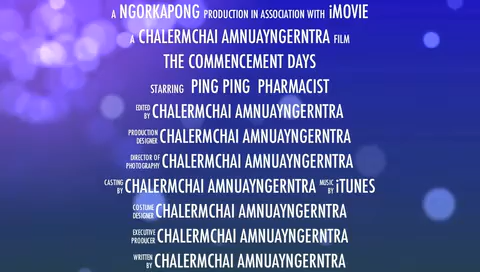 A NGORKAPONG PRODUCTION IN ASSOCIATION WITH iMOVIE
A CHALERMCHAI AMNUAYNGERNTRA FILM
THE COMMENCEMENT DAYS
STARRING PING PING PHARMACIST
EDITED BY CHALERMCHAI AMNUAYNGERNTRA
PRODUCTION DESIGNER CHALERMCHAI AMNUAYNGERNTRA
DIRECTOR OF PHOTOGRAPHY CHALERMCHAI AMNUAYNGERNTRA
CASTING BY CHALERMCHAI AMNUAYNGERNTRA MUSIC BY iTUNES
COSTUME DESIGNER CHALERMCHAI AMNUAYNGERNTRA
EXECUTIVE PRODUCER CHALERMCHAI AMNUAYNGERNTRA
WRITTEN BY CHALERMCHAI AMNUAYNGERNTRA